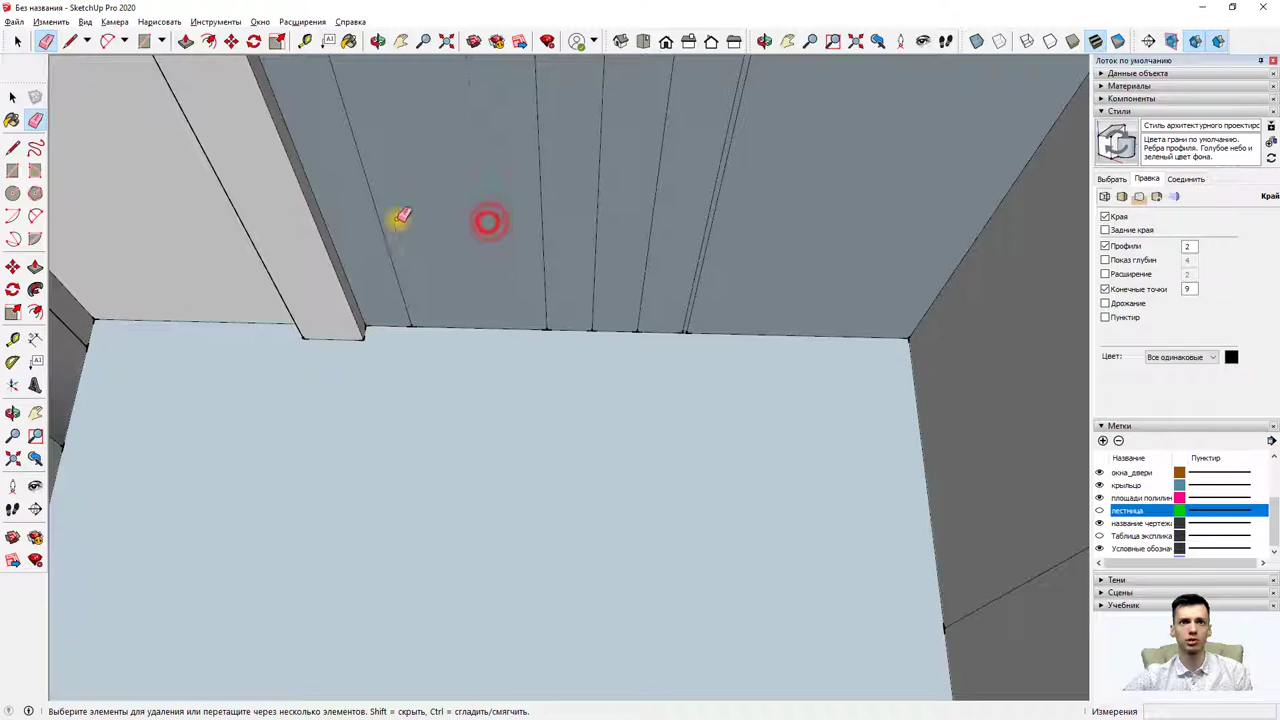 Без названия - SketchUp Pro 2020
Файл Изменить Вид Камера Нарисовать Инструменты Окно Расширения Справка
Лоток по умолчанию
Данные объекта
Материалы
Компоненты
Стили
Стиль архитектурного проектирс
Цвета грани по умолчанию.
Ребра профиля. Голубое небо и
зеленый цвет фона.
Выбрать Правка Соединить
Край
Края
Задние края
Профили 2
Показ глубин 4
Расширение 2
Конечные точки 9
Дрожание
Пунктир
Цвет: Все одинаковые
Метки
Название Пунктир
окна_двери
крыльцо
площади полилин
лестница
название чертежа
Таблица эксплика
Условные обознач
Тени
Сцены
Учебник
Выберите элементы для удаления или перетащите через несколько элементов. Shift = скрыть, Ctrl = сгладить/смягчить.
Измерения